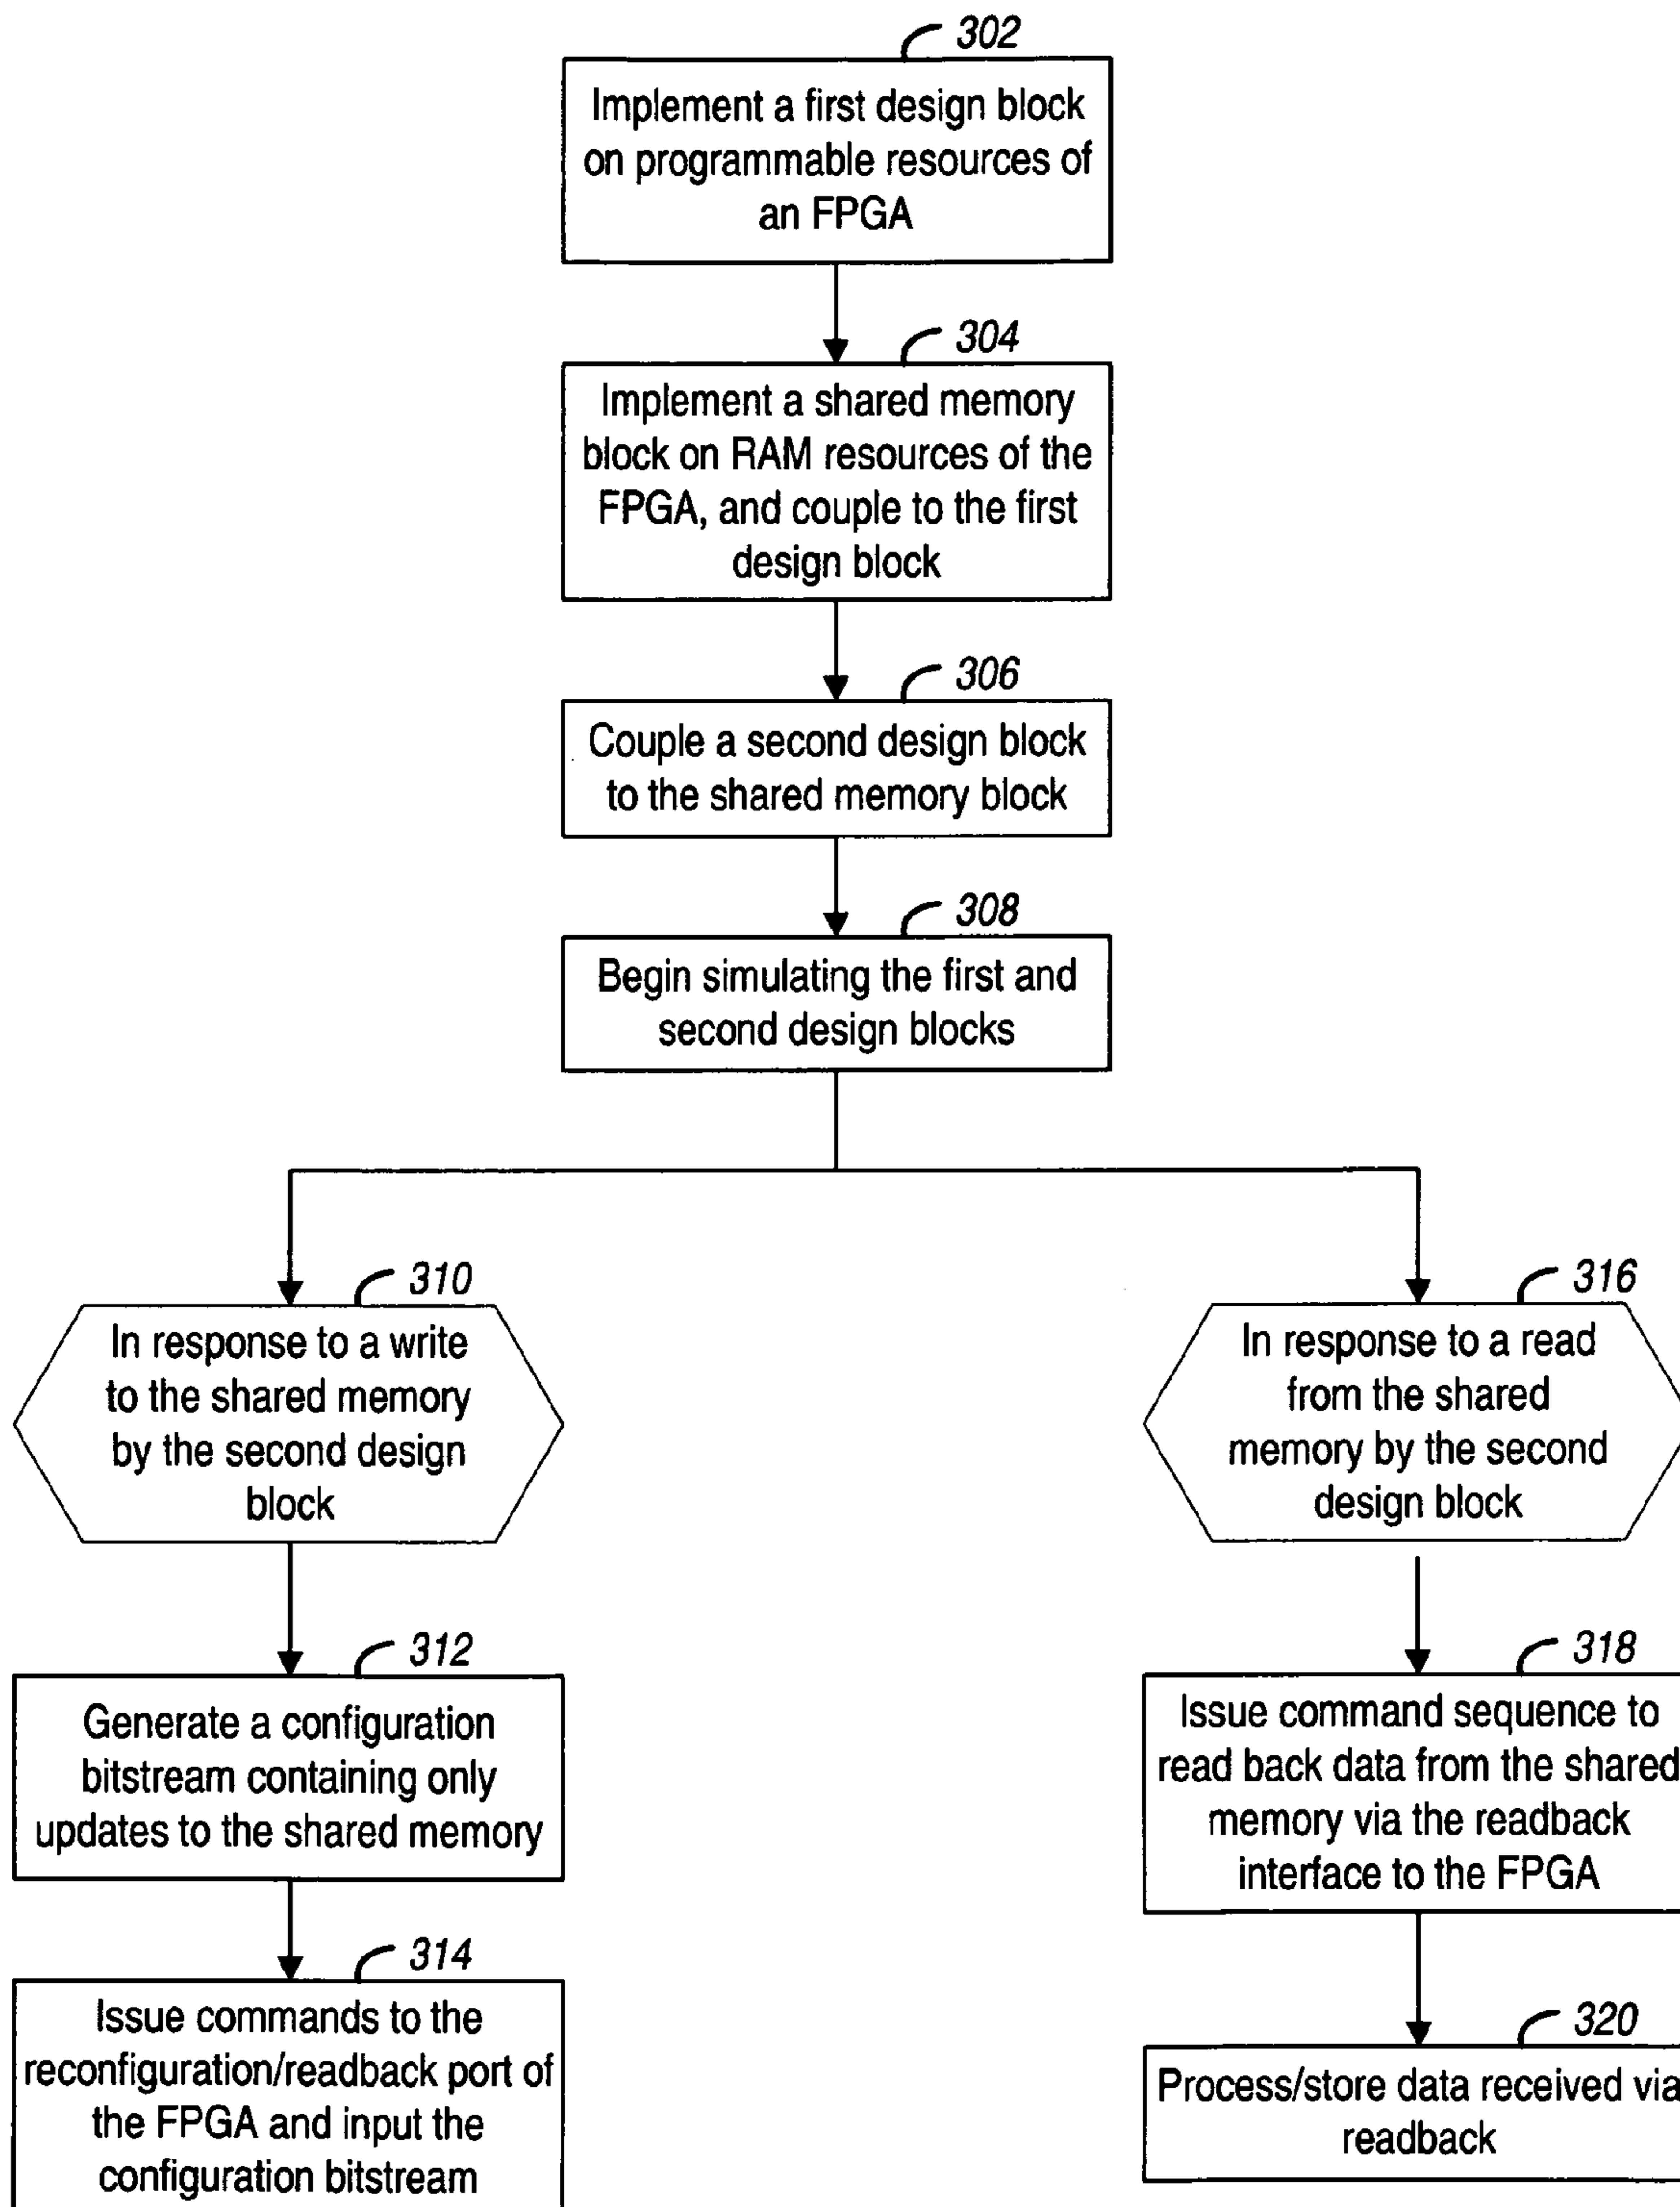 302
Implement a first design block
on programmable resources of
an FPGA
304
Implement a shared memory
block on RAM resources of the
FPGA, and couple to the first
design block
306
Couple a second design block
to the shared memory block
308
Begin simulating the first and
second design blocks
310
In response to a write
to the shared memory
by the second design
block
312
Generate a configuration
bitstream containing only
updates to the shared memory
314
Issue commands to the
reconfiguration/readback port of
the FPGA and input the
configuration bitstream
316
In response to a read
from the shared
memory by the second
design block
318
Issue command sequence to
read back data from the shared
memory via the readback
interface to the FPGA
320
Process/store data received via
readback